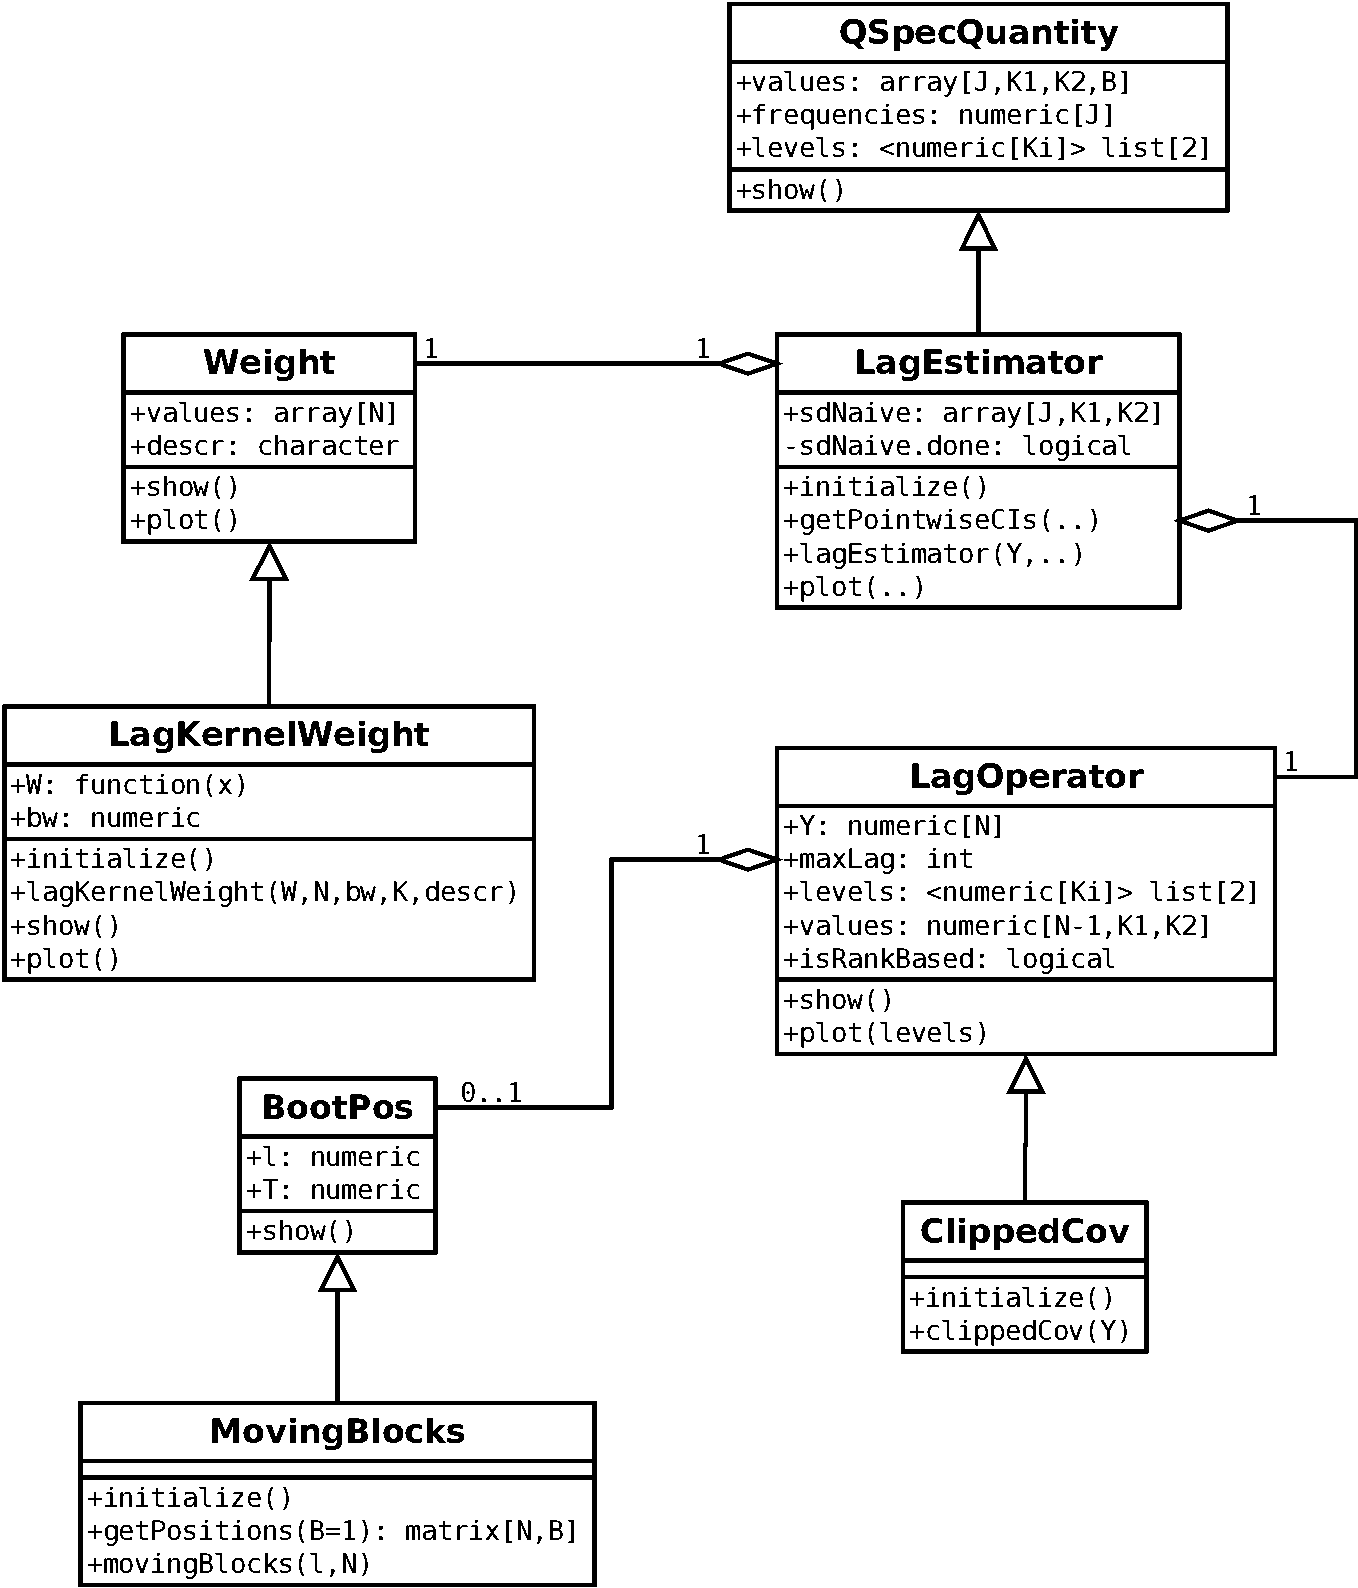 QSpecQuantity
+values: array[J,K1,K2,B]
+frequencies: numeric[J]
+levels: <numeric[Ki]> list[2]
+show()
Weight
+values: array[N]
+descr: character
+show()
+plot()
1
1
LagEstimator
+sdNaive: array[J,K1,K2]
-sdNaive.done: logical
+initialize()
+getPointwiseCIs(..)
+lagEstimator(Y,..)
+plot(..)
1
LagKernelWeight
+W: function(x)
+bw: numeric
+initialize()
+lagKernelWeight(W,N,bw,K,descr)
+show()
+plot()
1
LagOperator
+Y: numeric[N]
+maxLag: int
+levels: <numeric[Ki]> list[2]
+values: numeric[N-1,K1,K2]
+isRankBased: logical
+show()
+plot(levels)
1
BootPos
+l: numeric
+T: numeric
+show()
0..1
ClippedCov
+initialize()
+clippedCov(Y)
MovingBlocks
+initialize()
+getPositions(B=1): matrix[N,B]
+movingBlocks(l,N)